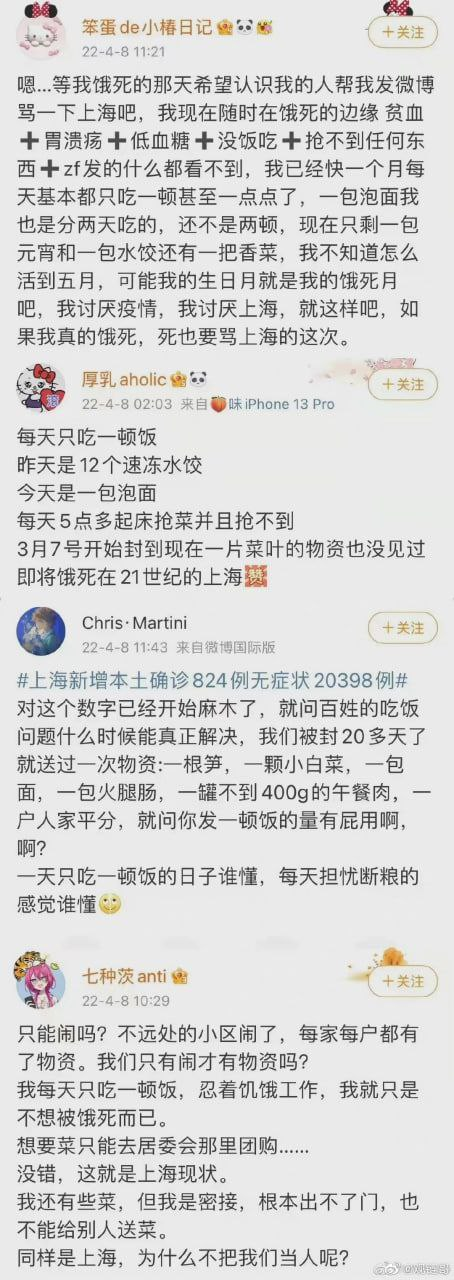 笨蛋de小椿日记
22-4-8 11:21
+关注
嗯...等我饿死的那天希望认识我的人帮我发微博
骂一下上海吧，我现在随时在饿死的边缘 贫血
➕胃溃疡➕低血糖➕没饭吃➕抢不到任何东
西➕zf发的什么都看不到，我已经快一个月每
天基本都只吃一顿甚至一点点了，一包泡面我
也是分两天吃的，还不是两顿，现在只剩一包
元宵和一包水饺还有一把香菜，我不知道怎么
活到五月，可能我的生日月就是我的饿死月
吧，我讨厌疫情，我讨厌上海，就这样吧，如
果我真的饿死，死也要骂上海的这次。
厚乳aholic
22-4-8 02:03 来自🍑味iPhone 13 Pro
+关注
每天只吃一顿饭
昨天是12个速冻水饺
今天是一包泡面
每天5点多起床抢菜并且抢不到
3月7号开始封到现在一片菜叶的物资也没见过
即将饿死在21世纪的上海赞
Chris·Martini
22-4-8 11:43 来自微博国际版
+关注
#上海新增本土确诊824例无症状20398例#
对这个数字已经开始麻木了，就问百姓的吃饭
问题什么时候能真正解决，我们被封20多天了
就送过一次物资:一根笋，一颗小白菜，一包
面，一包火腿肠，一罐不到400g的午餐肉，一
户人家平分，就问你发一顿饭的量有屁用啊，
啊?
一天只吃一顿饭的日子谁懂，每天担忧断粮的
感觉谁懂🙂
七种茨anti
22-4-8 10:29
+关注
只能闹吗？不远处的小区闹了，每家每户都有
了物资。我们只有闹才有物资吗？
我每天只吃一顿饭，忍着饥饿工作，我就只是
不想被饿死而已。
想要菜只能去居委会那里团购......
没错，这就是上海现状。
我还有些菜，但我是密接，根本出不了门，也
不能给别人送菜。
同样是上海，为什么不把我们当人呢？